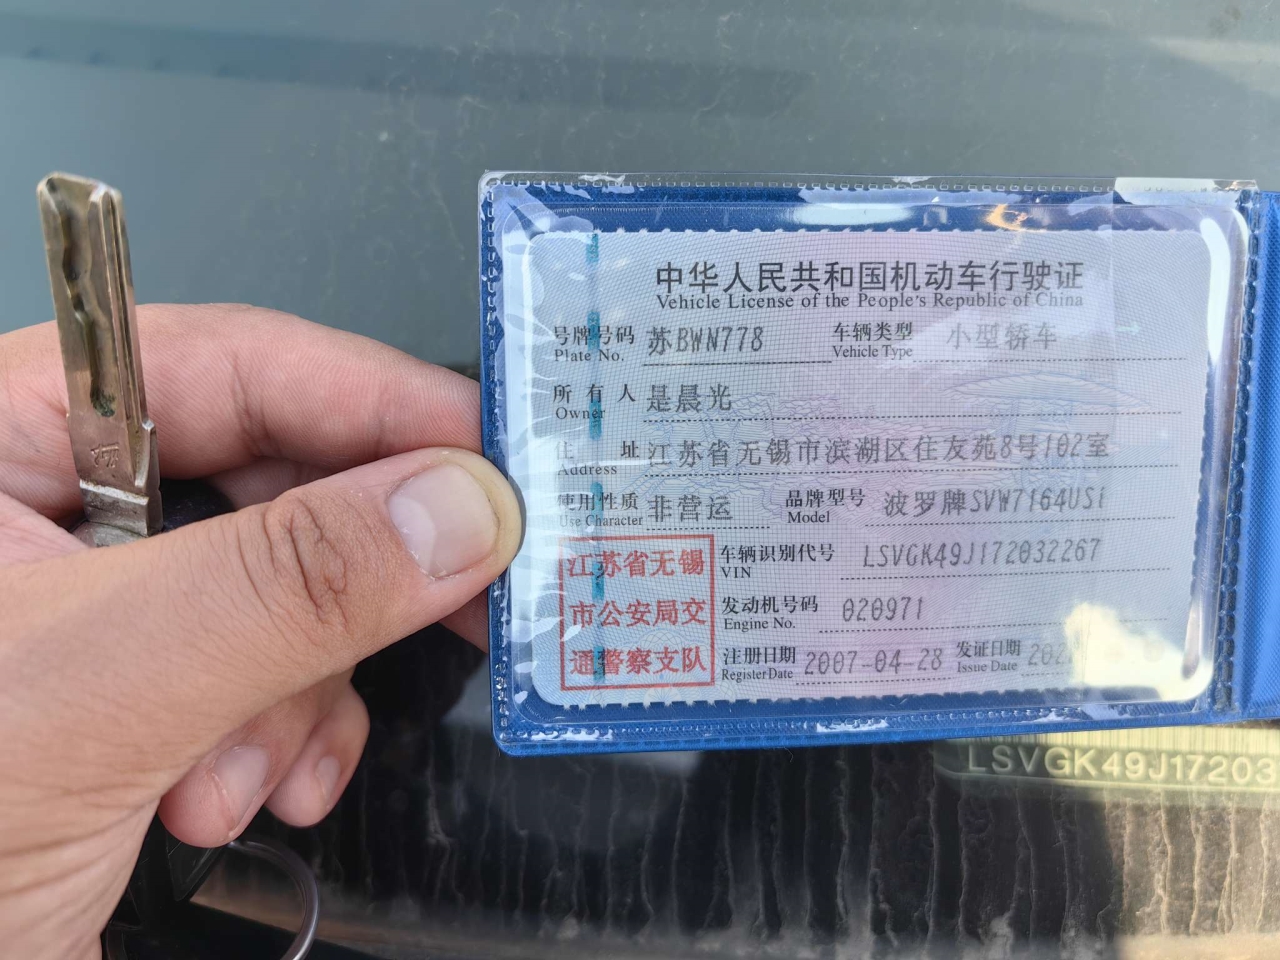 中华人民共和国机动车行驶证
Vehicle License of the People's Republic of China
号牌号码 苏BWN778 车辆类型 小型轿车
Plate No. Vehicle Type
所有人 是晨光
Owner
住址 江苏省无锡市滨湖区住友苑8号102室
Address
使用性质 非营运 品牌型号 波罗牌SVW7164USi
Use Character Model
江苏省无锡
市公安局交
通警察支队
车辆识别代号 LSVGK49J172032267
VIN
发动机号码 020971
Engine No.
注册日期 2007-04-28 发证日期 202
Register Date Issue Date
LSVGK49J17203